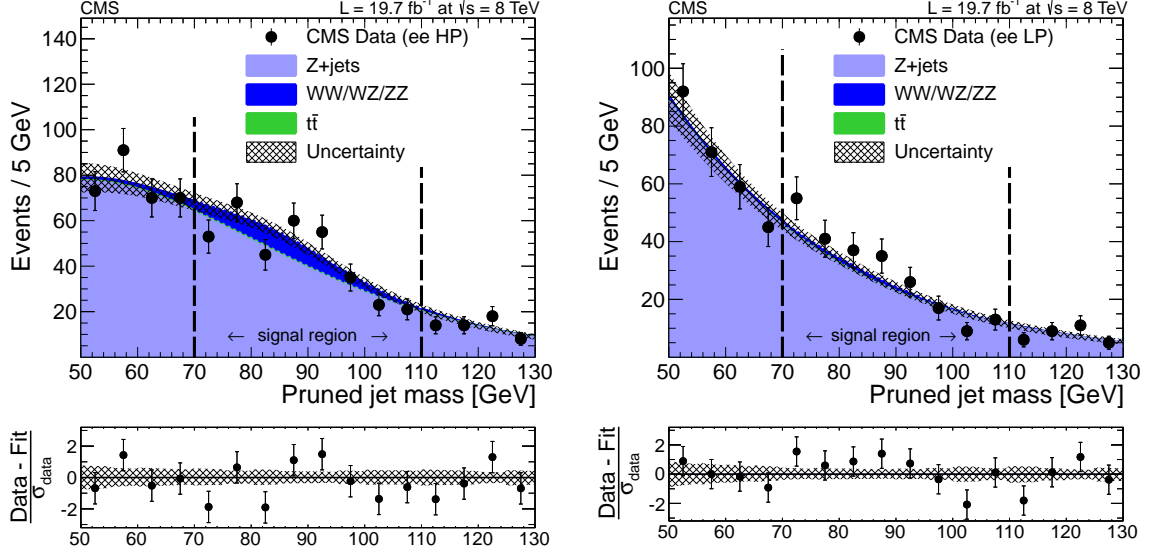 CMS
L = 19.7 fb⁻¹ at √s = 8 TeV
Events / 5 GeV
140
120
100
80
60
40
20
CMS Data (ee HP)
Z+jets
WW/WZ/ZZ
tt̄
Uncertainty
← signal region →
50 60 70 80 90 100 110 120 130
Pruned jet mass [GeV]
Data - Fit
σdata
2
0
-2
50 60 70 80 90 100 110 120 130
CMS
L = 19.7 fb⁻¹ at √s = 8 TeV
Events / 5 GeV
100
80
60
40
20
CMS Data (ee LP)
Z+jets
WW/WZ/ZZ
tt̄
Uncertainty
← signal region →
50 60 70 80 90 100 110 120 130
Pruned jet mass [GeV]
Data - Fit
σdata
2
0
-2
50 60 70 80 90 100 110 120 130